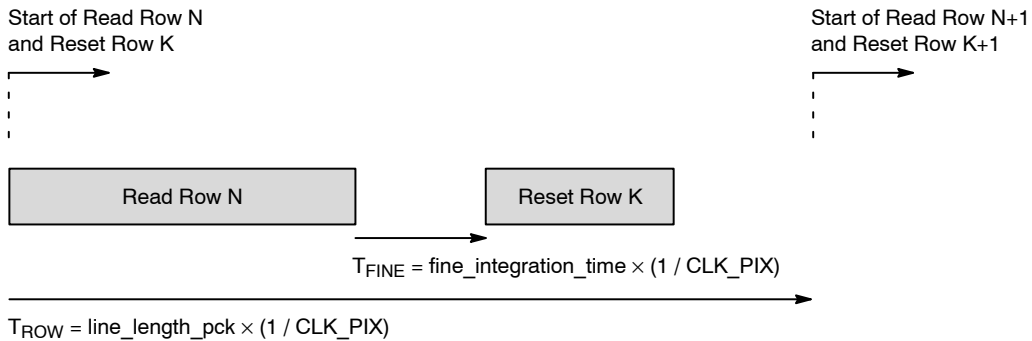 Start of Read Row N
and Reset Row K
Start of Read Row N+1
and Reset Row K+1
Read Row N
Reset Row K
T_FINE = fine_integration_time × (1 / CLK_PIX)
T_ROW = line_length_pck × (1 / CLK_PIX)